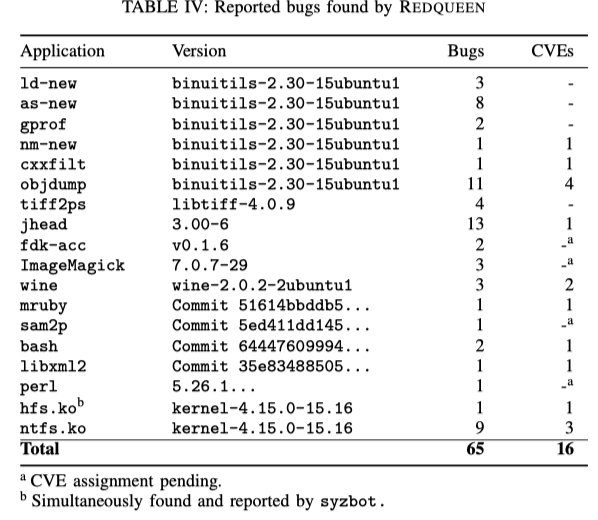 TABLE IV: Reported bugs found by REDQUEEN
Application Version Bugs CVEs
ld-new binuitils-2.30-15ubuntu1 3 -
as-new binuitils-2.30-15ubuntu1 8 -
gprof binuitils-2.30-15ubuntu1 2 -
nm-new binuitils-2.30-15ubuntu1 1 1
cxxfilt binuitils-2.30-15ubuntu1 1 1
objdump binuitils-2.30-15ubuntu1 11 4
tiff2ps libtiff-4.0.9 4 -
jhead 3.00-6 13 1
fdk-acc v0.1.6 2 -a
ImageMagick 7.0.7-29 3 -a
wine wine-2.0.2-2ubuntu1 3 2
mruby Commit 51614bbddb5... 1 1
sam2p Commit 5ed411dd145... 1 -a
bash Commit 64447609994... 2 1
libxml2 Commit 35e83488505... 1 1
perl 5.26.1... 1 -a
hfs.kob kernel-4.15.0-15.16 1 1
ntfs.ko kernel-4.15.0-15.16 9 3
Total 65 16
a CVE assignment pending.
b Simultaneously found and reported by syzbot.